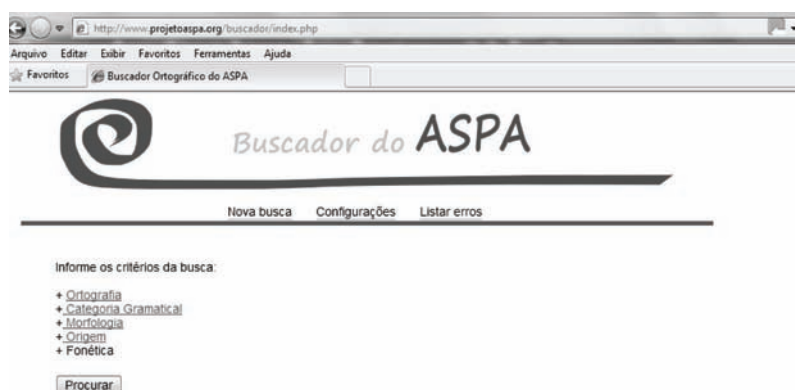 http://www.projetoaspa.org/buscador/index.php
Arquivo Editar Exibir Favoritos Ferramentas Ajuda
Favoritos Buscador Ortográfico do ASPA
Buscador do ASPA
Nova busca Configurações Listar erros
Informe os critérios da busca:
+ Ortografia
+ Categoria Gramatical
+ Morfologia
+ Origem
+ Fonética
Procurar